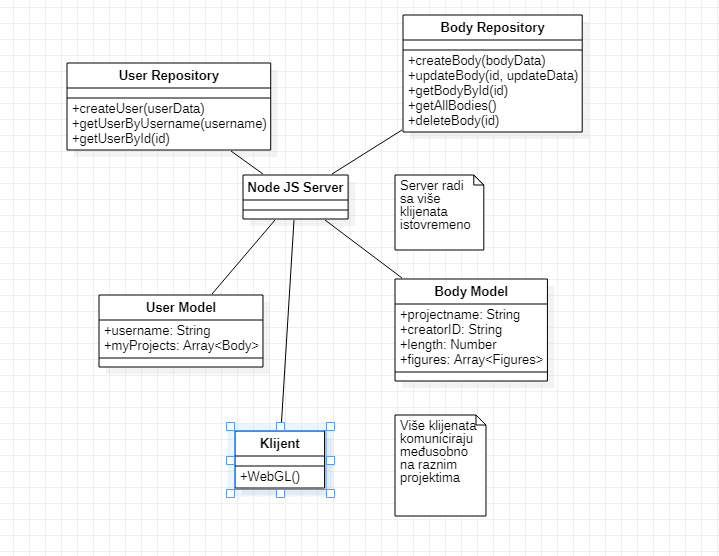 Body Repository
+createBody(bodyData)
+updateBody(id, updateData)
+getBodyById(id)
+getAllBodies()
+deleteBody(id)
User Repository
+createUser(userData)
+getUserByUsername(username)
+getUserById(id)
Node JS Server
Server radi
sa više
klijenata
istovremeno
User Model
+username: String
+myProjects: Array<Body>
Body Model
+projectname: String
+creatorID: String
+length: Number
+figures: Array<Figures>
Klijent
+WebGL()
Više klijenata
komuniciraju
međusobno
na raznim
projektima